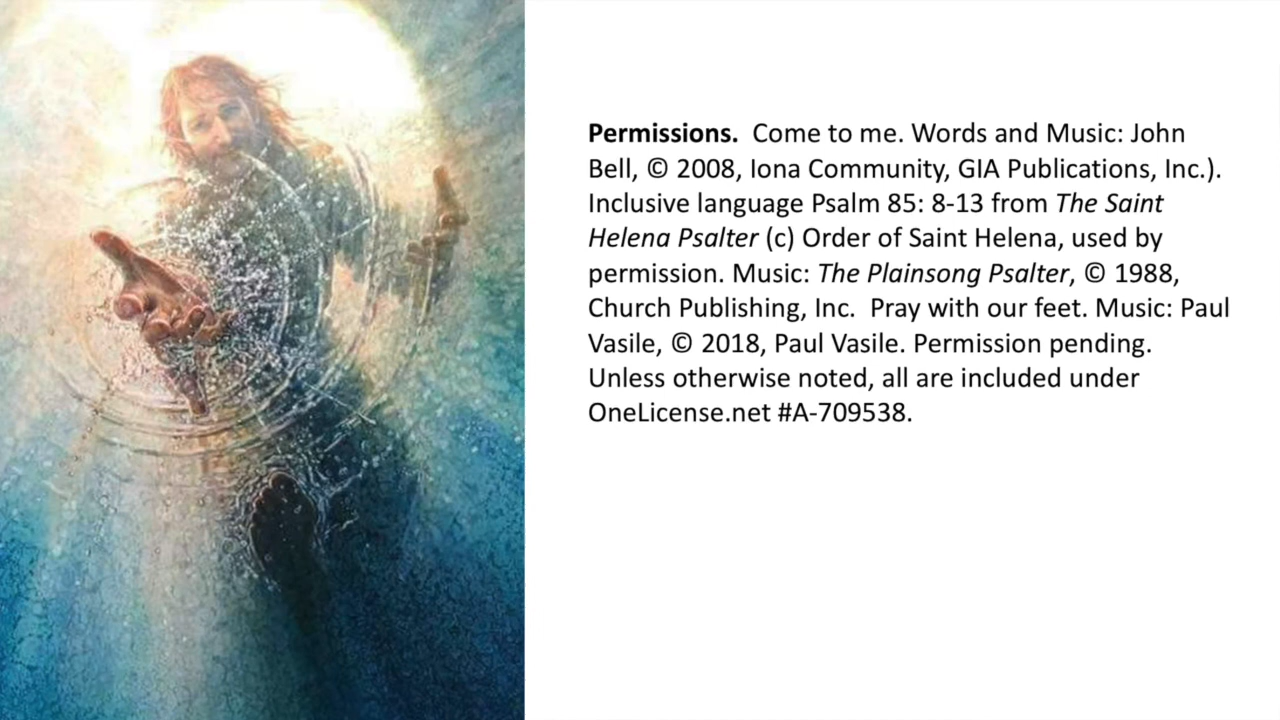 Permissions. Come to me. Words and Music: John
Bell, © 2008, Iona Community, GIA Publications, Inc.).
Inclusive language Psalm 85: 8-13 from The Saint
Helena Psalter (c) Order of Saint Helena, used by
permission. Music: The Plainsong Psalter, © 1988,
Church Publishing, Inc. Pray with our feet. Music: Paul
Vasile, © 2018, Paul Vasile. Permission pending.
Unless otherwise noted, all are included under
OneLicense.net #A-709538.